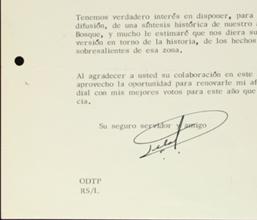 Tenemos verdadero interés en disponer, para
difusión, de una síntesis histórica de nuestro
Bosque, y mucho le estimaré que nos diera su
versión en torno de la historia, de los hechos
sobresalientes de esa zona.
Al agradecer a usted su colaboración en este
aprovecho la oportunidad para renovarle mi af
dial con mis mejores votos para este año que
cia.
Su seguro servidor y amigo
ODTP
RS/L.